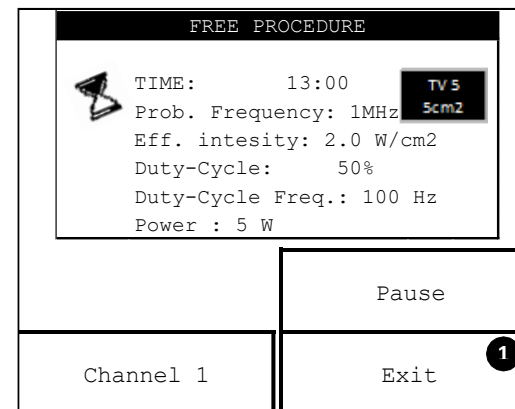 FREE PROCEDURE
TIME: 13:00
TV 5
5cm2
Prob. Frequency: 1MHz
Eff. intesity: 2.0 W/cm2
Duty-Cycle: 50%
Duty-Cycle Freq.: 100 Hz
Power : 5 W
Pause
Channel 1
Exit
1